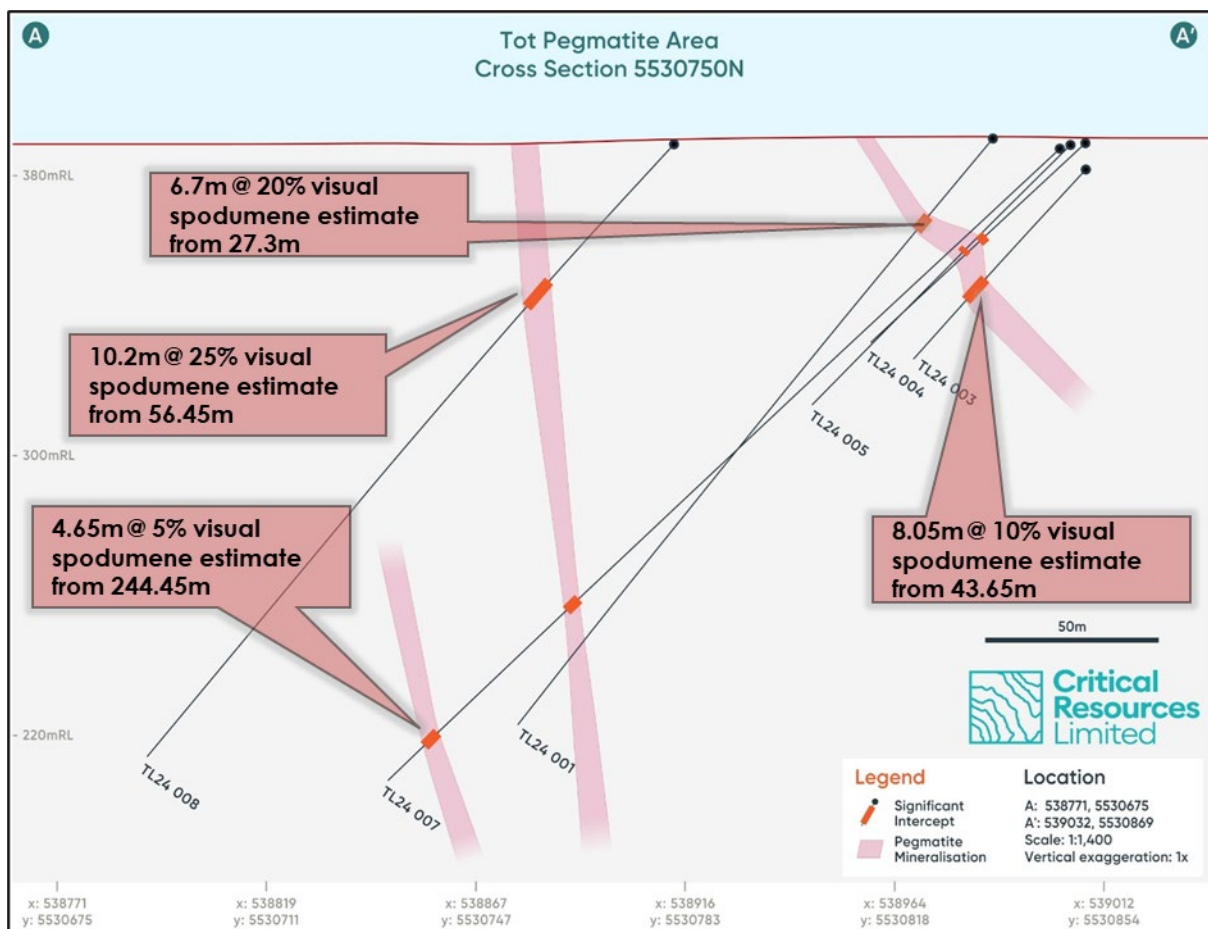 A
A'
Tot Pegmatite Area
Cross Section 5530750N
380mRL
6.7m @ 20% visual
spodumene estimate
from 27.3m
10.2m @ 25% visual
spodumene estimate
from 56.45m
TL24 004
TL24 003
TL24 005
300mRL
4.65m @ 5% visual
spodumene estimate
from 244.45m
8.05m @ 10% visual
spodumene estimate
from 43.65m
50m
Critical
Resources
Limited
220mRL
TL24 008
TL24 007
TL24 001
Legend
Significant
Intercept
Pegmatite
Mineralisation
Location
A: 538771, 5530675
A': 539032, 5530869
Scale: 1:1,400
Vertical exaggeration: 1x
x: 538771
y: 5530675
x: 538819
y: 5530711
x: 538867
y: 5530747
x: 538916
y: 5530783
x: 538964
y: 5530818
x: 539012
y: 5530854